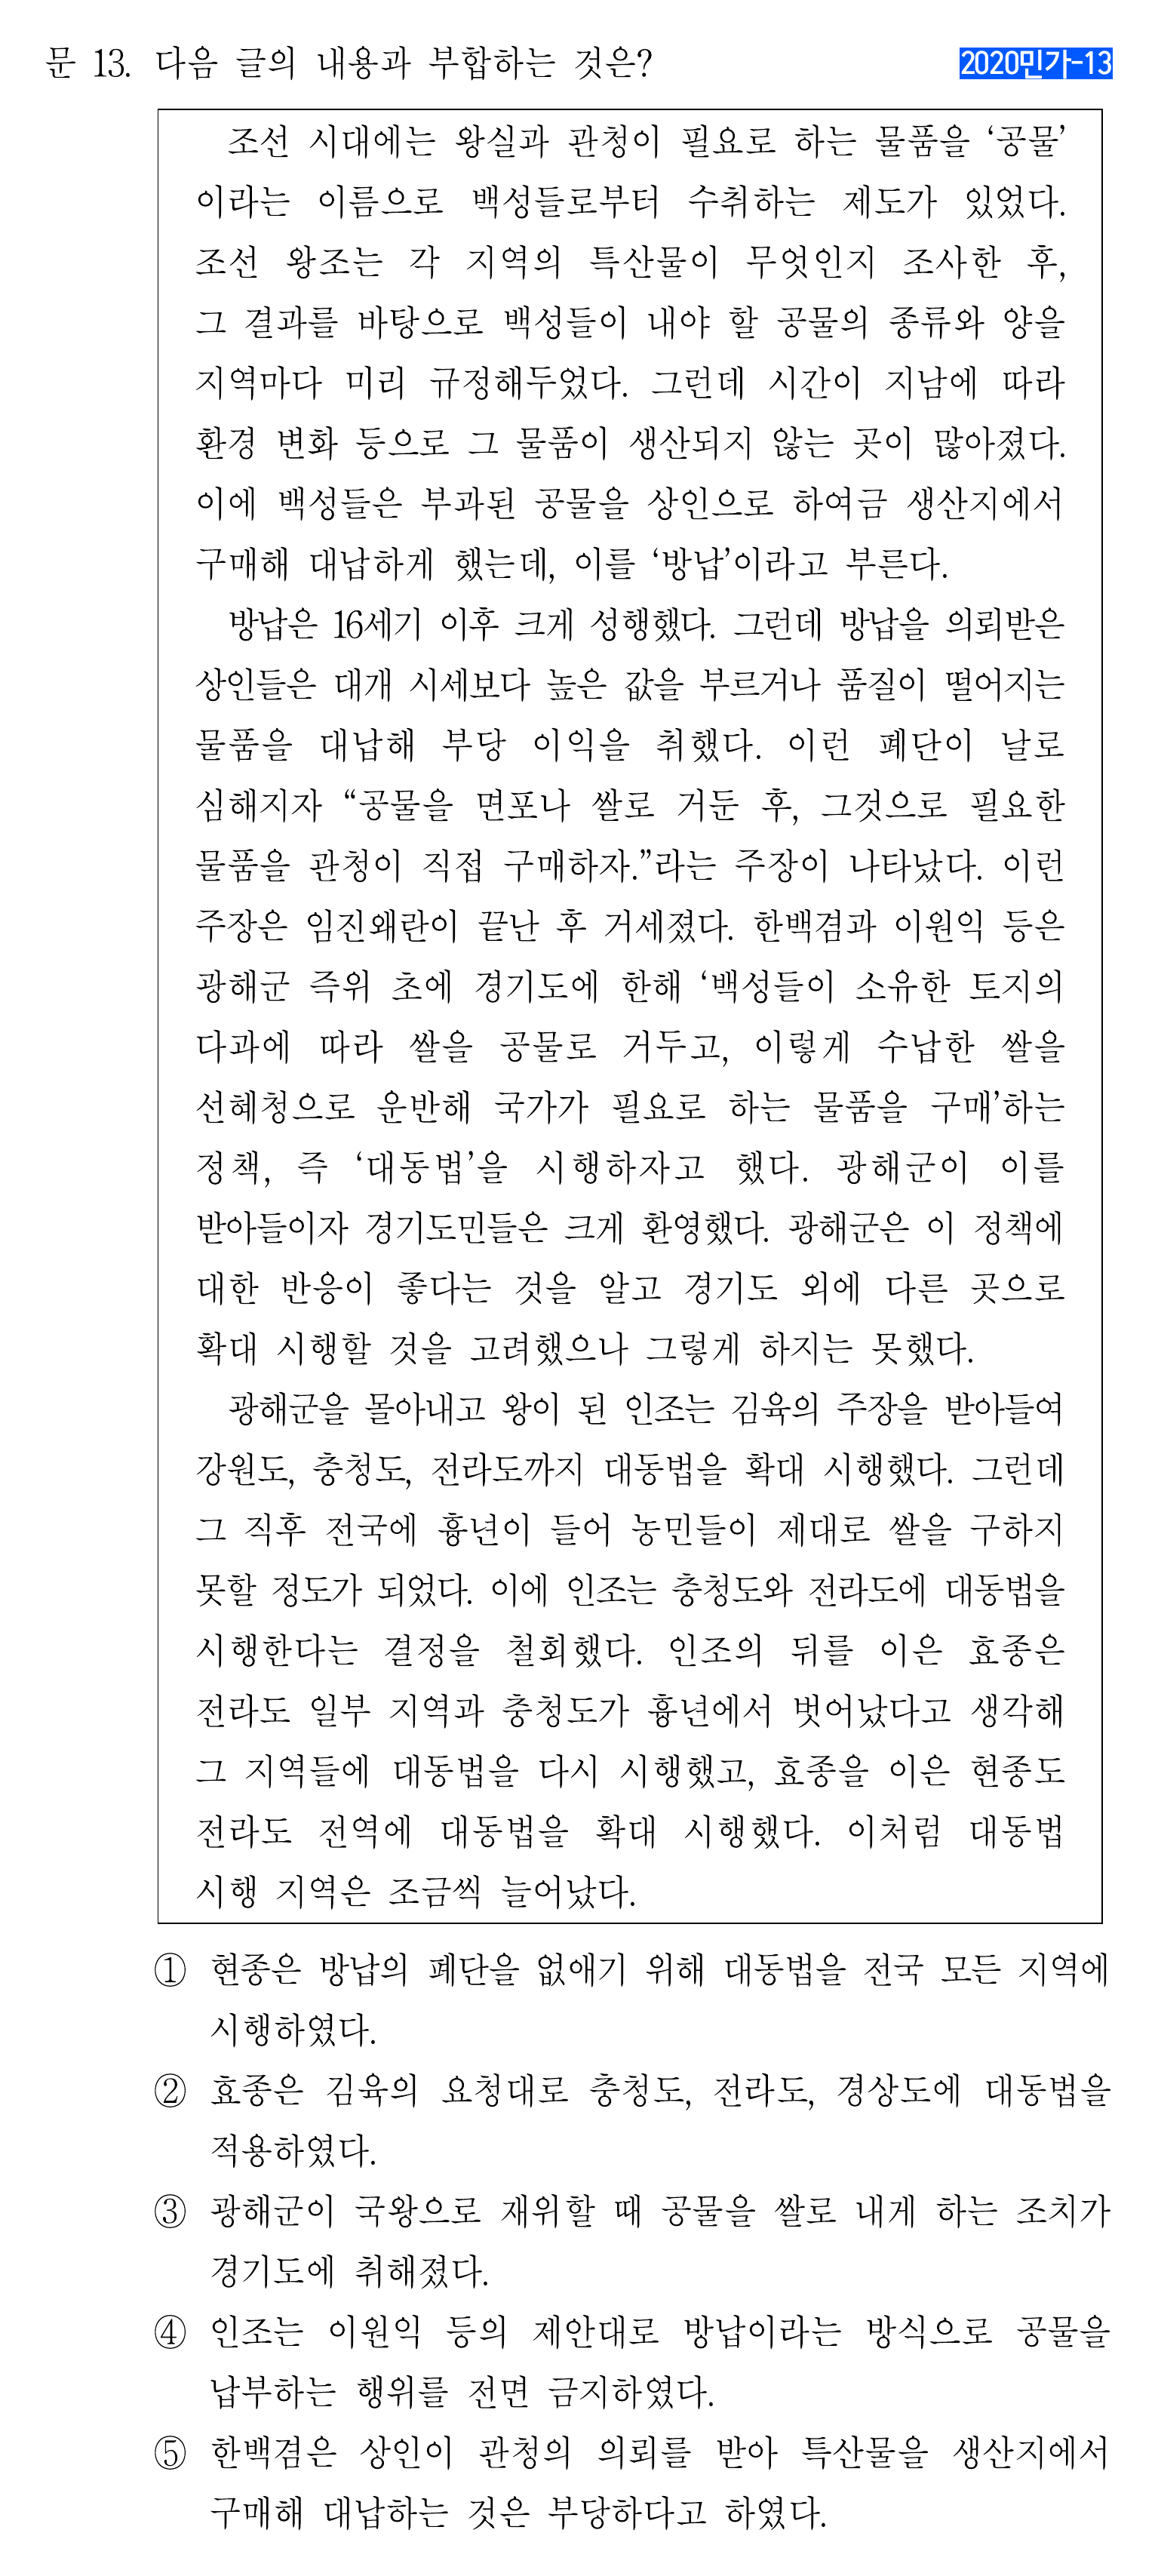 문 13. 다음 글의 내용과 부합하는 것은?
2020민가-13
조선 시대에는 왕실과 관청이 필요로 하는 물품을 ‘공물’
이라는 이름으로 백성들로부터 수취하는 제도가 있었다.
조선 왕조는 각 지역의 특산물이 무엇인지 조사한 후,
그 결과를 바탕으로 백성들이 내야 할 공물의 종류와 양을
지역마다 미리 규정해두었다. 그런데 시간이 지남에 따라
환경 변화 등으로 그 물품이 생산되지 않는 곳이 많아졌다.
이에 백성들은 부과된 공물을 상인으로 하여금 생산지에서
구매해 대납하게 했는데, 이를 ‘방납’이라고 부른다.
방납은 16세기 이후 크게 성행했다. 그런데 방납을 의뢰받은
상인들은 대개 시세보다 높은 값을 부르거나 품질이 떨어지는
물품을 대납해 부당 이익을 취했다. 이런 폐단이 날로
심해지자 “공물을 면포나 쌀로 거둔 후, 그것으로 필요한
물품을 관청이 직접 구매하자.”라는 주장이 나타났다. 이런
주장은 임진왜란이 끝난 후 거세졌다. 한백겸과 이원익 등은
광해군 즉위 초에 경기도에 한해 ‘백성들이 소유한 토지의
다과에 따라 쌀을 공물로 거두고, 이렇게 수납한 쌀을
선혜청으로 운반해 국가가 필요로 하는 물품을 구매’하는
정책, 즉 ‘대동법’을 시행하자고 했다. 광해군이 이를
받아들이자 경기도민들은 크게 환영했다. 광해군은 이 정책에
대한 반응이 좋다는 것을 알고 경기도 외에 다른 곳으로
확대 시행할 것을 고려했으나 그렇게 하지는 못했다.
광해군을 몰아내고 왕이 된 인조는 김육의 주장을 받아들여
강원도, 충청도, 전라도까지 대동법을 확대 시행했다. 그런데
그 직후 전국에 흉년이 들어 농민들이 제대로 쌀을 구하지
못할 정도가 되었다. 이에 인조는 충청도와 전라도에 대동법을
시행한다는 결정을 철회했다. 인조의 뒤를 이은 효종은
전라도 일부 지역과 충청도가 흉년에서 벗어났다고 생각해
그 지역들에 대동법을 다시 시행했고, 효종을 이은 현종도
전라도 전역에 대동법을 확대 시행했다. 이처럼 대동법
시행 지역은 조금씩 늘어났다.
① 현종은 방납의 폐단을 없애기 위해 대동법을 전국 모든 지역에
시행하였다.
② 효종은 김육의 요청대로 충청도, 전라도, 경상도에 대동법을
적용하였다.
③ 광해군이 국왕으로 재위할 때 공물을 쌀로 내게 하는 조치가
경기도에 취해졌다.
④ 인조는 이원익 등의 제안대로 방납이라는 방식으로 공물을
납부하는 행위를 전면 금지하였다.
⑤ 한백겸은 상인이 관청의 의뢰를 받아 특산물을 생산지에서
구매해 대납하는 것은 부당하다고 하였다.